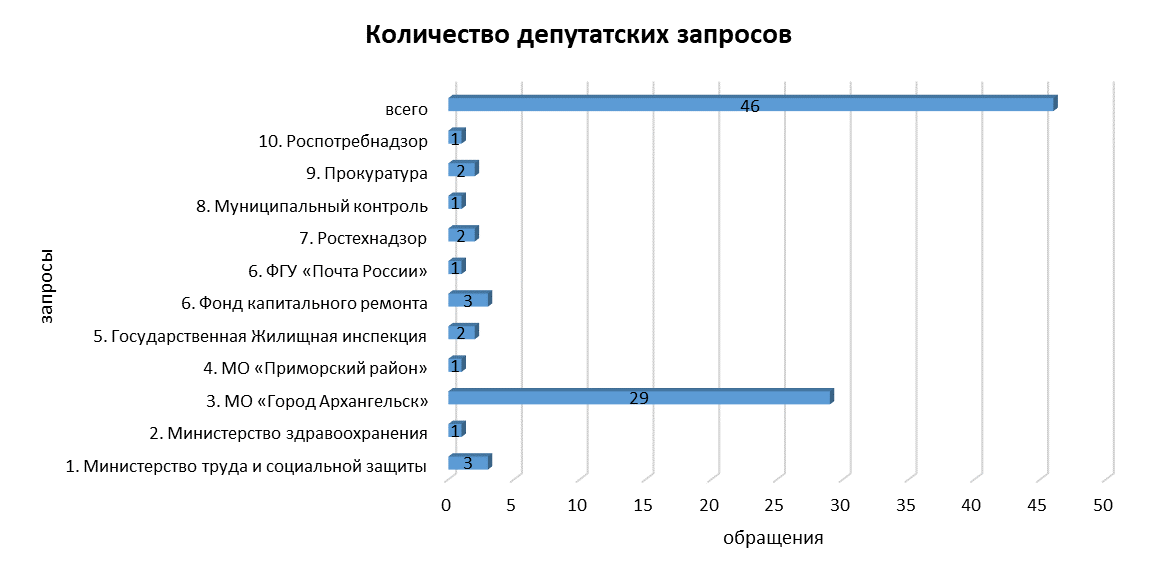 Количество депутатских запросов
запросы
всего
46
10. Роспотребнадзор
1
9. Прокуратура
2
8. Муниципальный контроль
1
7. Ростехнадзор
2
6. ФГУ «Почта России»
1
6. Фонд капитального ремонта
3
5. Государственная Жилищная инспекция
2
4. МО «Приморский район»
1
3. МО «Город Архангельск»
29
2. Министерство здравоохранения
1
1. Министерство труда и социальной защиты
3
0 5 10 15 20 25 30 35 40 45 50
обращения